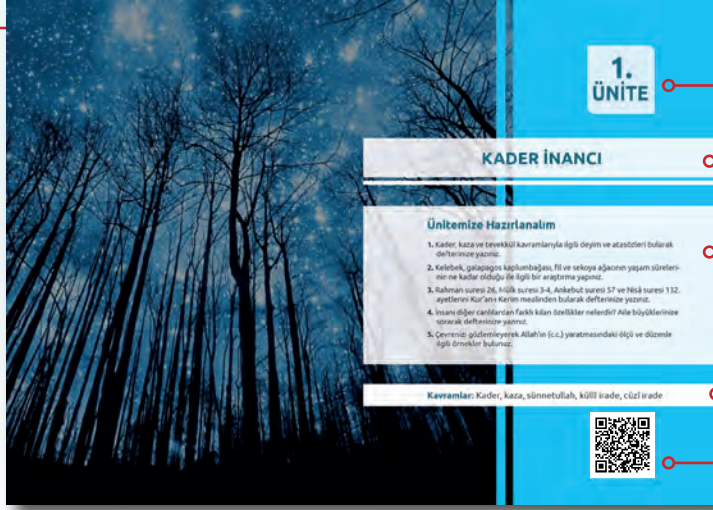 1.
ÜNİTE
KADER İNANCI
Ünitemize Hazırlanalım
1. Kader, kaza ve tevekkül kavramlarıyla ilgili deyim ve atasözleri bularak
defterinize yazınız.
2. Kelebek, galapagos kaplumbağası, fil ve sekoya ağacının yaşam süreleri-
nin ne kadar olduğu ile ilgili bir araştırma yapınız.
3. Rahman suresi 26, Mülk suresi 3-4, Ankebut suresi 57 ve Nisâ suresi 132.
ayetlerini Kur'an-ı Kerim mealinden bularak defterinize yazınız.
4. İnsanı diğer canlılardan farklı kılan özellikler nelerdir? Aile büyüklerinize
sorarak defterinize yazınız.
5. Çevrenizi gözlemleyerek Allah'ın (c.c.) yaratmasındaki ölçü ve düzenle
ilgili örnekler bulunuz.
Kavramlar: Kader, kaza, sünnetullah, küllî irade, cüzî irade